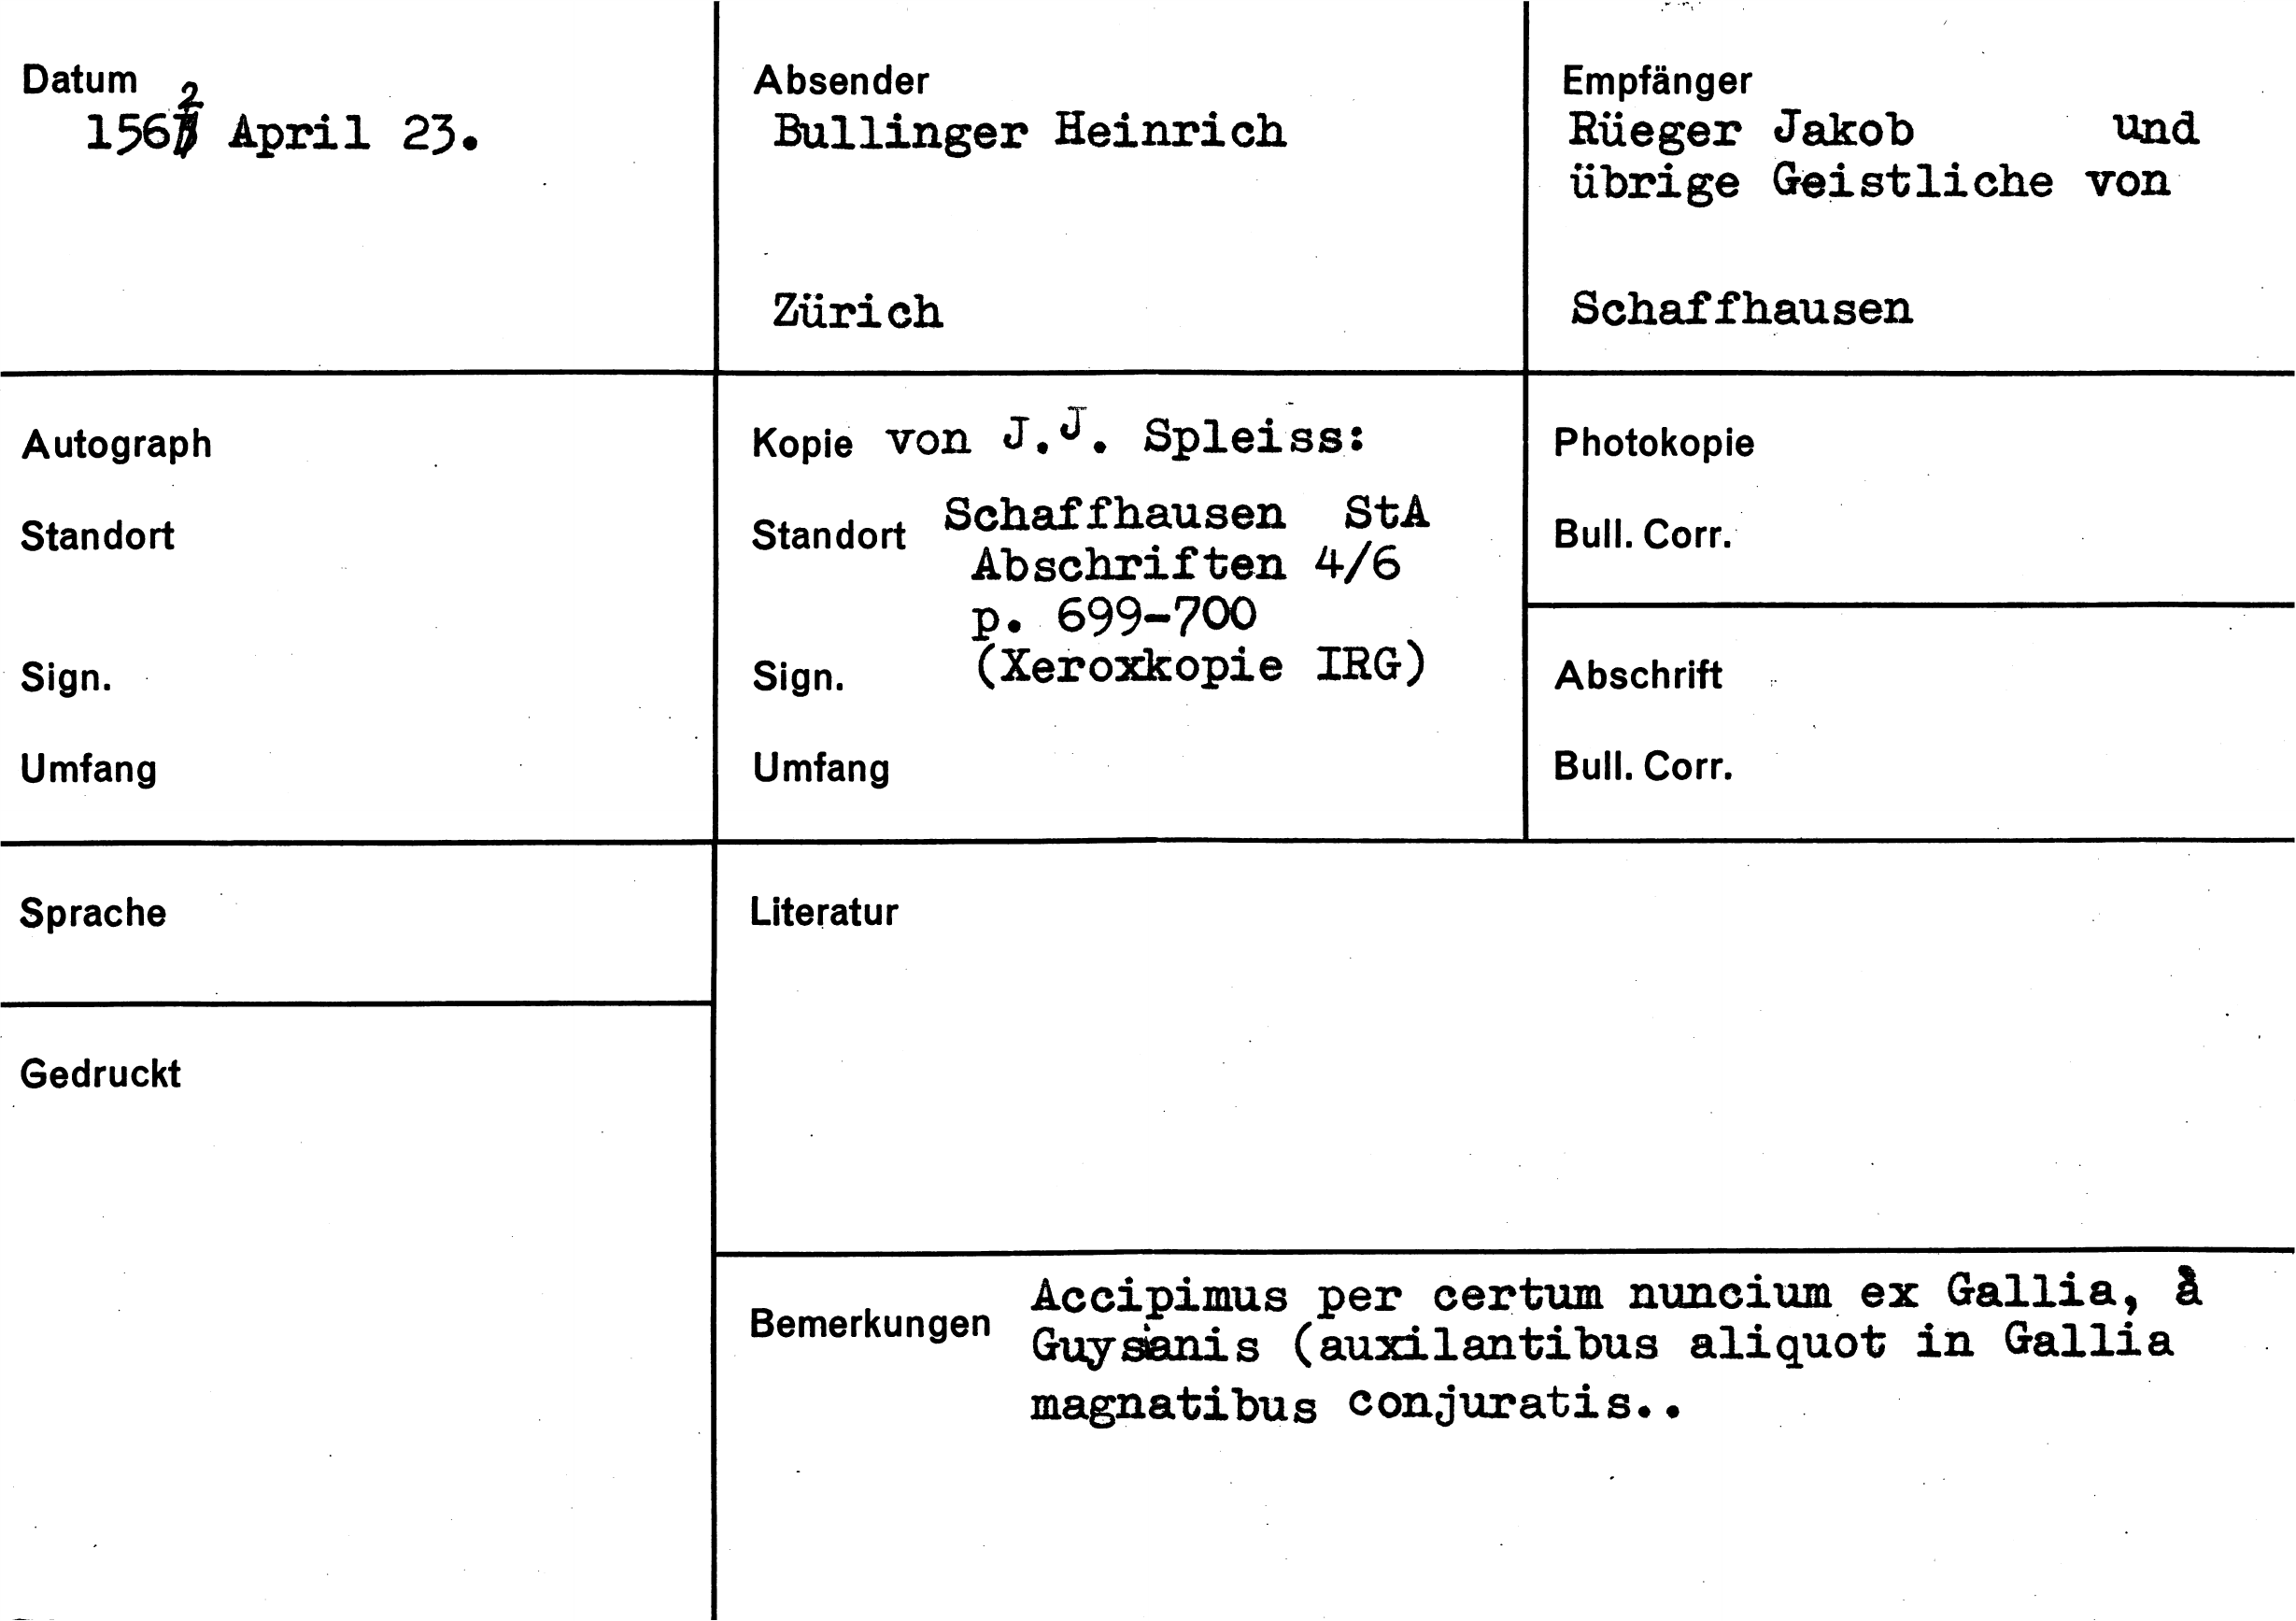 Datum
1562 April 23.
Absender
Bullinger Heinrich
Zürich
Empfänger
Rüeger Jakob und
übrige Geistliche von
Schaffhausen
Autograph
Standort
Sign.
Umfang
Kopie von J.J. Spleiss:
Standort Schaffhausen StA
Abschriften 4/6
p. 699-700
Sign. (Xeroxkopie IRG)
Umfang
Photokopie
Bull. Corr.
Abschrift
Bull. Corr.
Sprache
Gedruckt
Literatur
Bemerkungen
Accipimus per certum nuncium ex Gallia, à
Guysianis (auxilantibus aliquot in Gallia
magnatibus conjuratis..